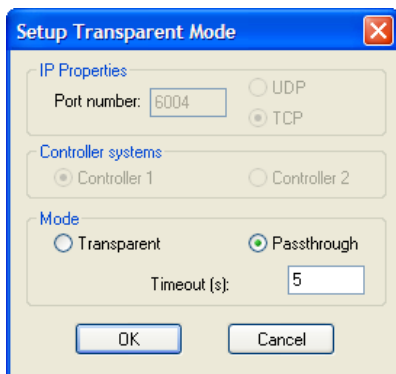 Setup Transparent Mode
IP Properties
Port number: 6004
UDP
TCP
Controller systems
Controller 1 Controller 2
Mode
Transparent Passthrough
Timeout (s): 5
OK Cancel